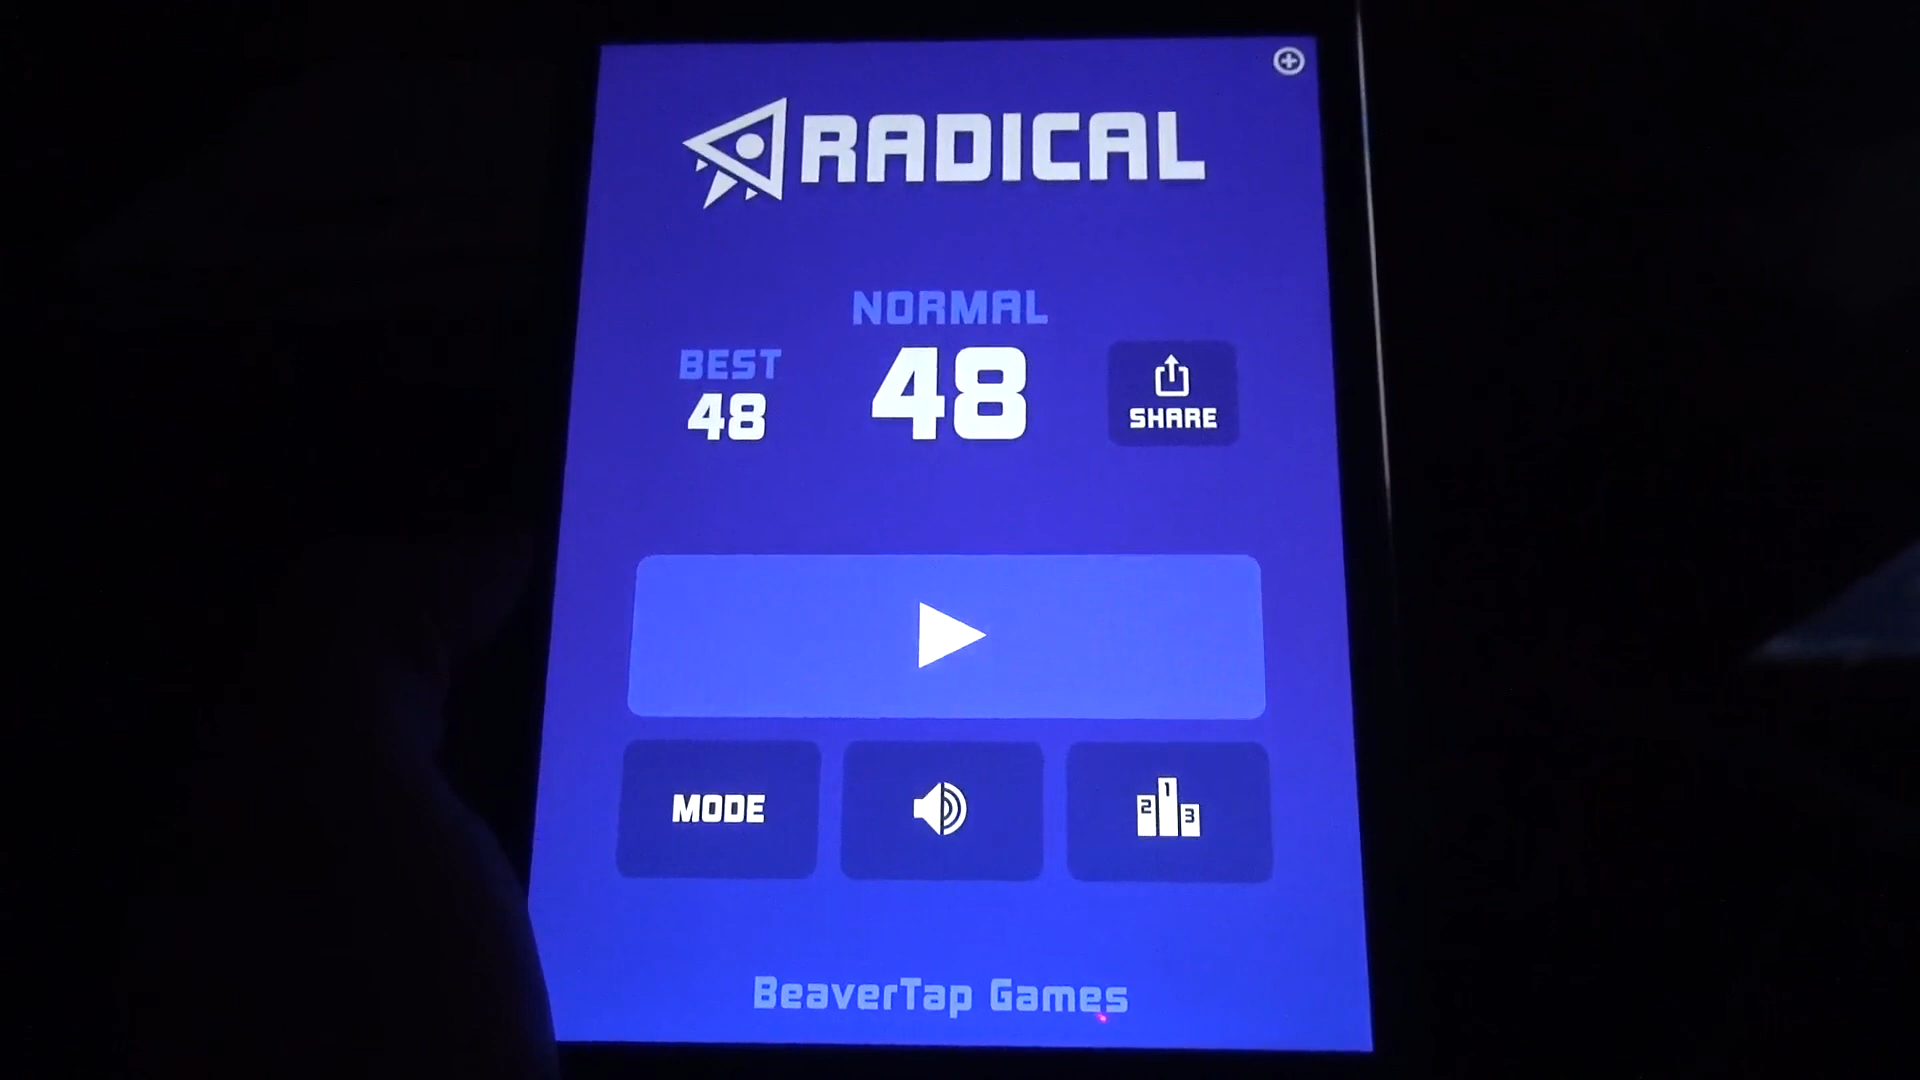 RADICAL
NORMAL
BEST
48
48
SHARE
MODE
2 1 3
BeaverTap Games